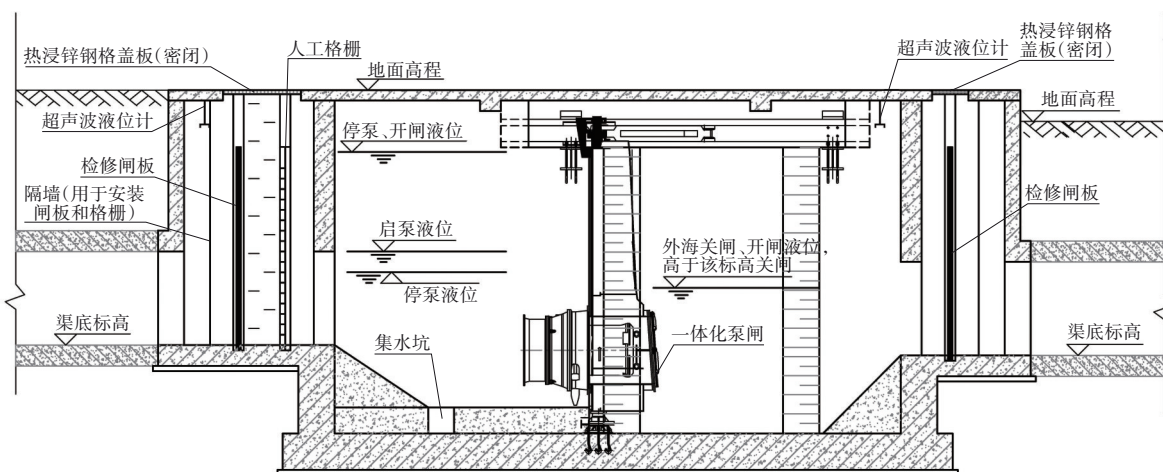 热浸锌钢格盖板(密闭)
人工格栅
地面高程
超声波液位计
热浸锌钢格
盖板(密闭)
超声波液位计
停泵、开闸液位
地面高程
检修闸板
隔墙(用于安装
闸板和格栅)
检修闸板
启泵液位
外海关闸、开闸液位,
高于该标高关闸
停泵液位
渠底标高
集水坑
一体化泵闸
渠底标高